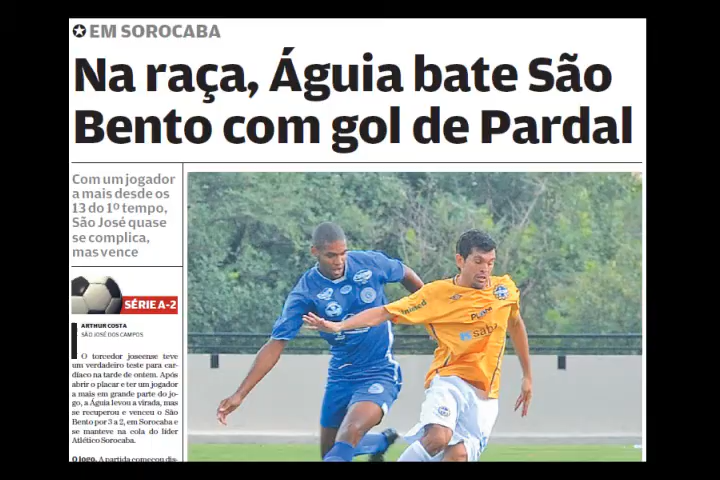 EM SOROCABA
Na raça, Águia bate São
Bento com gol de Pardal
Com um jogador
a mais desde os
13 do 1º tempo,
São José quase
se complica,
mas vence
SÉRIE A-2
ARTHUR COSTA
SÃO JOSÉ DOS CAMPOS
O torcedor joseense teve
um verdadeiro teste para car-
díaco na tarde de ontem. Após
abrir o placar e ter um jogador
a mais em grande parte do jo-
go, a Águia levou a virada, mas
se recuperou e venceu o São
Bento por 3 a 2, em Sorocaba e
se manteve na cola do líder
Atlético Sorocaba.
O jogo. A partida começou dis-
Unimed
saba